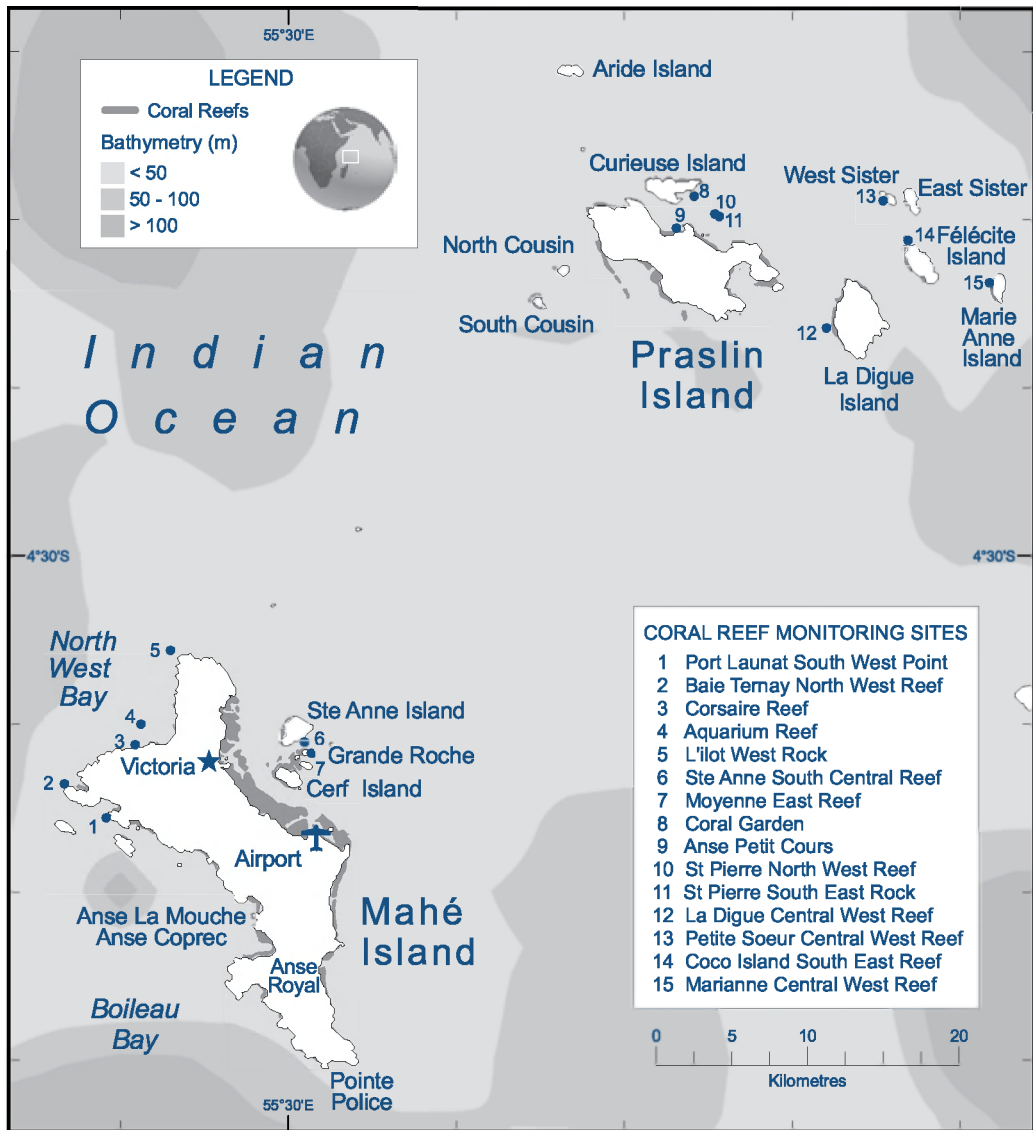 55°30'E
LEGEND
Coral Reefs
Bathymetry (m)
< 50
50 - 100
> 100
Aride Island
Curieuse Island
8
10
11
9
West Sister
13
East Sister
14 Félécite
Island
15
Marie
Anne
Island
North Cousin
South Cousin
12
Praslin
Island
La Digue
Island
Indian
Ocean
4°30'S
4°30'S
North
West
Bay
5
4
3
2
1
Victoria
Ste Anne Island
6
Grande Roche
7
Cerf Island
Airport
Anse La Mouche
Anse Coprec
Mahé
Island
Anse
Royal
Boileau
Bay
Pointe
Police
55°30'E
CORAL REEF MONITORING SITES
1 Port Launat South West Point
2 Baie Ternay North West Reef
3 Corsaire Reef
4 Aquarium Reef
5 L'ilot West Rock
6 Ste Anne South Central Reef
7 Moyenne East Reef
8 Coral Garden
9 Anse Petit Cours
10 St Pierre North West Reef
11 St Pierre South East Rock
12 La Digue Central West Reef
13 Petite Soeur Central West Reef
14 Coco Island South East Reef
15 Marianne Central West Reef
0 5 10 20
Kilometres